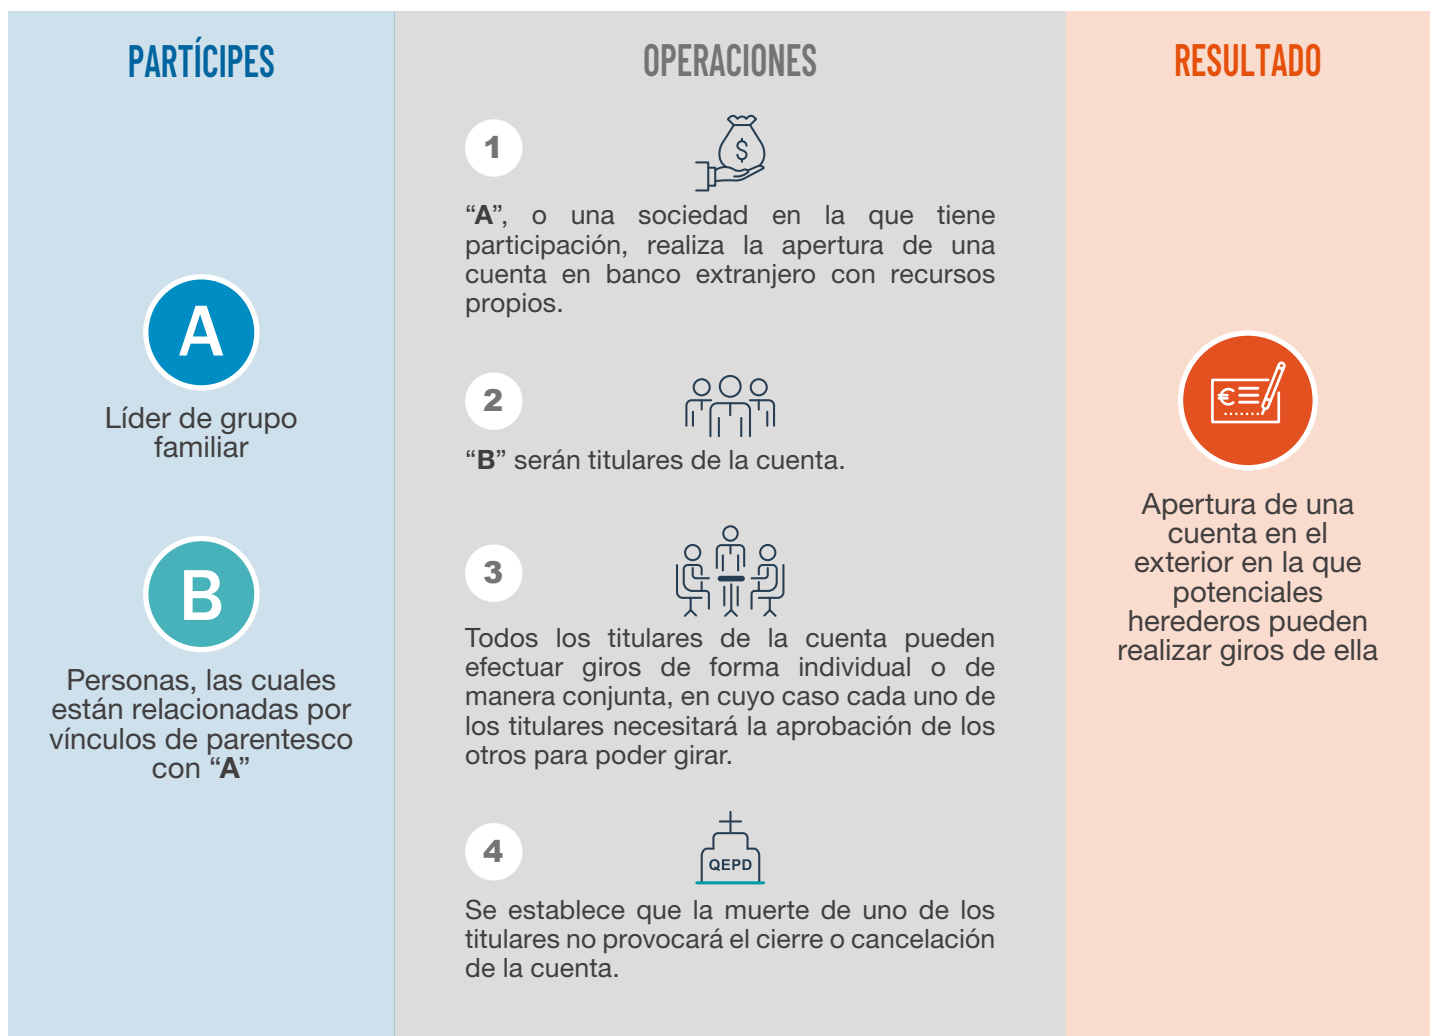 PARTÍCIPES
A
Líder de grupo
familiar
B
Personas, las cuales
están relacionadas por
vínculos de parentesco
con “A”
OPERACIONES
1
$
“A”, o una sociedad en la que tiene
participación, realiza la apertura de una
cuenta en banco extranjero con recursos
propios.
2
“B” serán titulares de la cuenta.
3
Todos los titulares de la cuenta pueden
efectuar giros de forma individual o de
manera conjunta, en cuyo caso cada uno de
los titulares necesitará la aprobación de los
otros para poder girar.
4
QEPD
Se establece que la muerte de uno de los
titulares no provocará el cierre o cancelación
de la cuenta.
RESULTADO
€
Apertura de una
cuenta en el
exterior en la que
potenciales
herederos pueden
realizar giros de ella